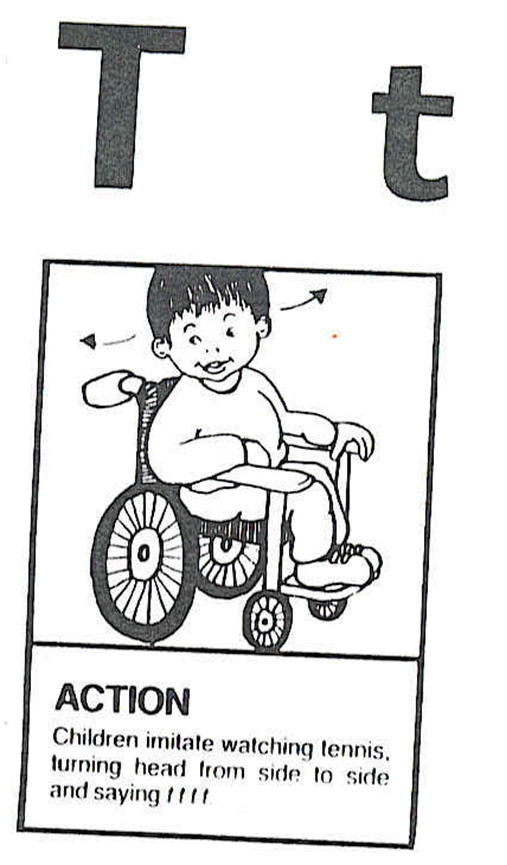 T t
ACTION
Children imitate watching tennis,
turning head from side to side
and saying t t t t